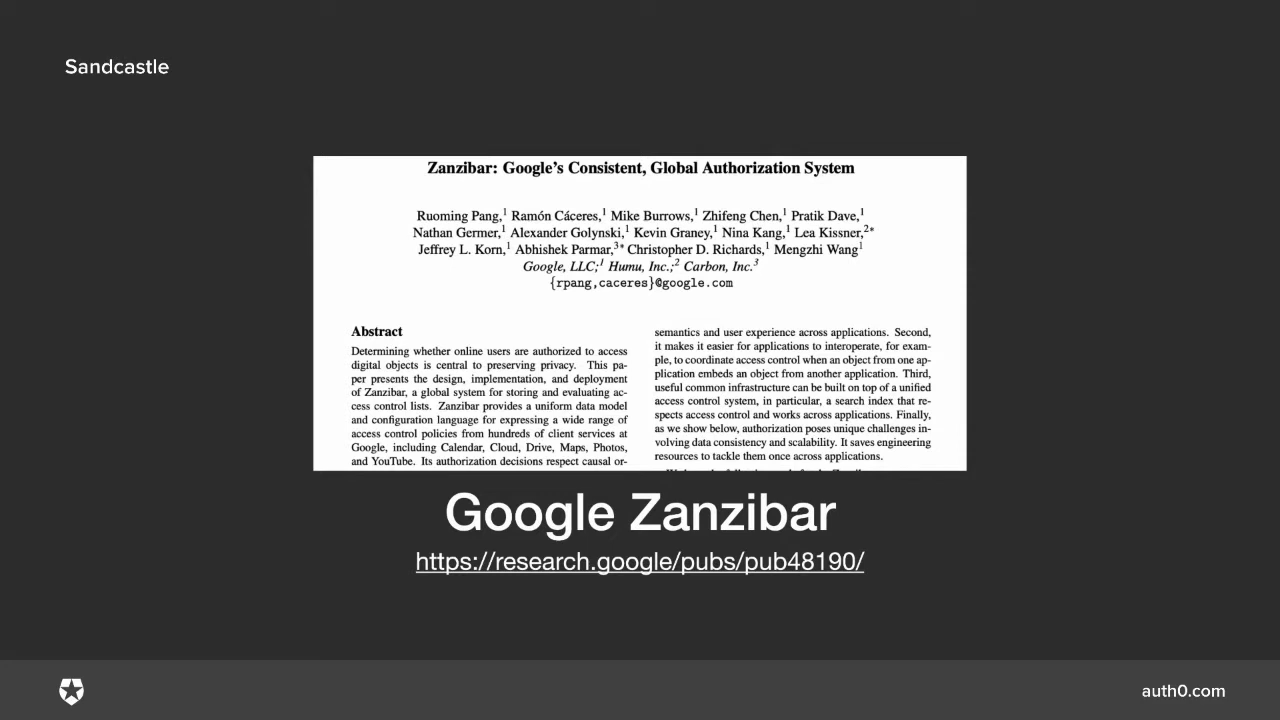 Sandcastle
Zanzibar: Google's Consistent, Global Authorization System
Ruoming Pang,1 Ramón Cáceres,1 Mike Burrows,1 Zhifeng Chen,1 Pratik Dave,1
Nathan Germer,1 Alexander Golynski,1 Kevin Graney,1 Nina Kang,1 Lea Kissner,2*
Jeffrey L. Korn,1 Abhishek Parmar,3* Christopher D. Richards,1 Mengzhi Wang1
Google, LLC;1 Humu, Inc.;2 Carbon, Inc.3
{rpang,caceres}@google.com
Abstract
Determining whether online users are authorized to access
digital objects is central to preserving privacy. This pa-
per presents the design, implementation, and deployment
of Zanzibar, a global system for storing and evaluating ac-
cess control lists. Zanzibar provides a uniform data model
and configuration language for expressing a wide range of
access control policies from hundreds of client services at
Google, including Calendar, Cloud, Drive, Maps, Photos,
and YouTube. Its authorization decisions respect causal or-
semantics and user experience across applications. Second,
it makes it easier for applications to interoperate, for exam-
ple, to coordinate access control when an object from one ap-
plication embeds an object from another application. Third,
useful common infrastructure can be built on top of a unified
access control system, in particular, a search index that re-
spects access control and works across applications. Finally,
as we show below, authorization poses unique challenges in-
volving data consistency and scalability. It saves engineering
resources to tackle them once across applications.
Google Zanzibar
https://research.google/pubs/pub48190/
auth0.com